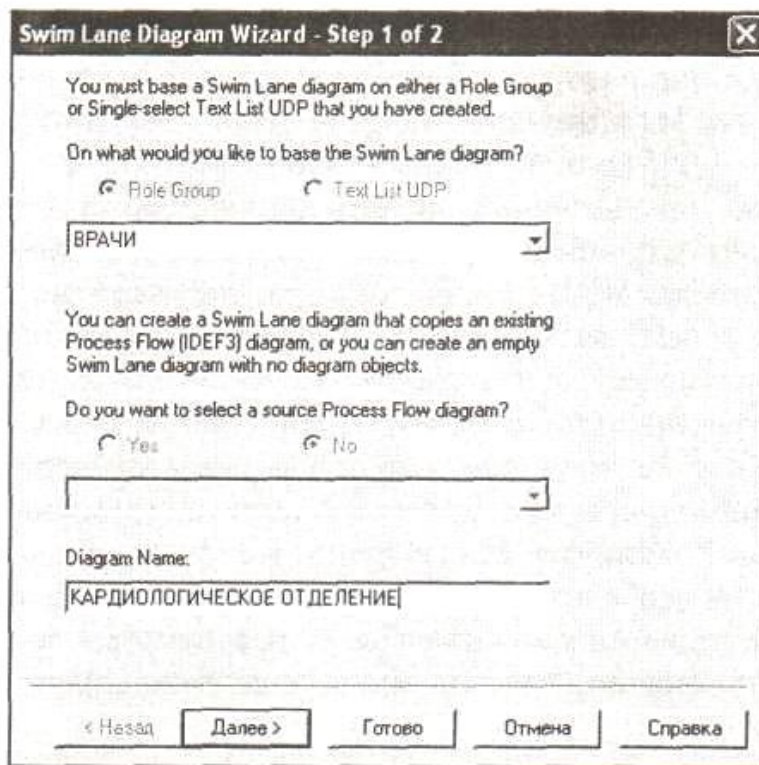 Swim Lane Diagram Wizard - Step 1 of 2
You must base a Swim Lane diagram on either a Role Group
or Single-select Text List UDP that you have created.
On what would you like to base the Swim Lane diagram?
Role Group Text List UDP
ВРАЧИ
You can create a Swim Lane diagram that copies an existing
Process Flow (IDEF3) diagram, or you can create an empty
Swim Lane diagram with no diagram objects.
Do you want to select a source Process Flow diagram?
Yes No
Diagram Name:
КАРДИОЛОГИЧЕСКОЕ ОТДЕЛЕНИЕ
< Назад Далее > Готово Отмена Справка